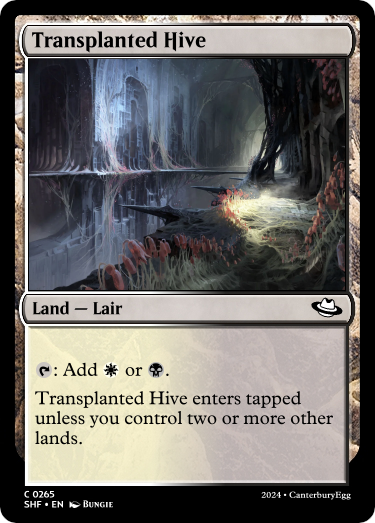 Transplanted Hive
Land — Lair
: Add or .
Transplanted Hive enters tapped
unless you control two or more other
lands.
C 0265
SHF • EN Bungie
2024 • CanterburyEgg